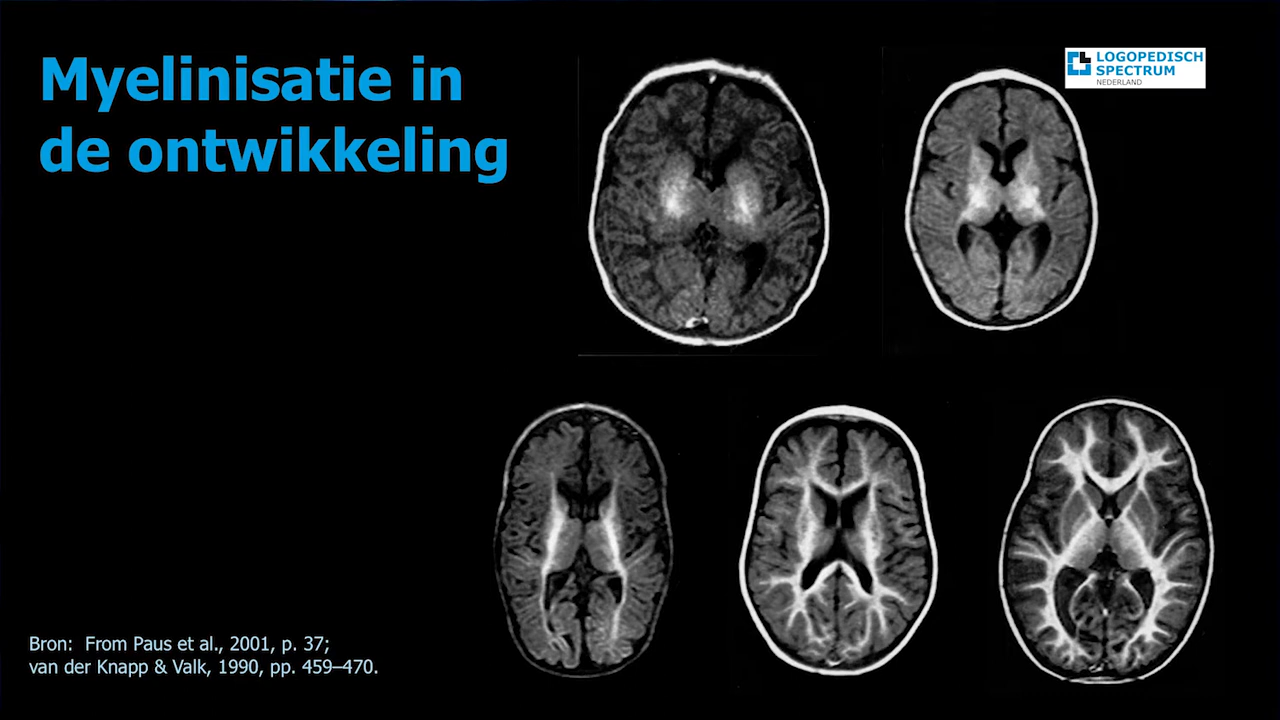 Myelinisatie in
de ontwikkeling
LOGOPEDISCH
SPECTRUM
NEDERLAND
Bron:  From Paus et al., 2001, p. 37;
van der Knapp & Valk, 1990, pp. 459–470.